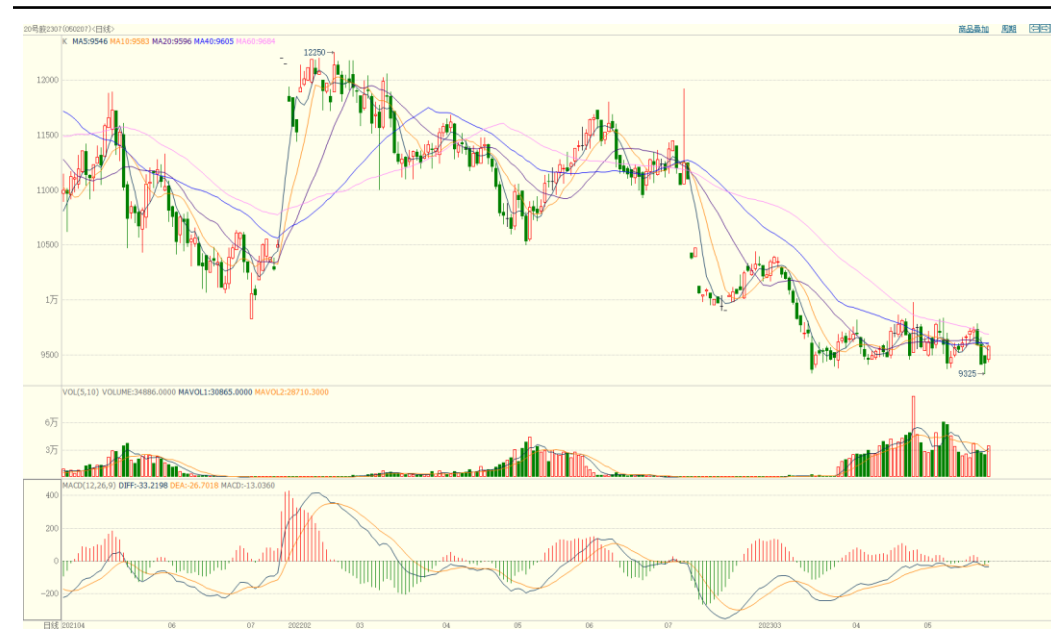 20号胶2307(050207)<日线>
商品叠加 周期
K MA5:9546 MA10:9583 MA20:9596 MA40:9605 MA60:9684
12250→
12000
11500
11000
10500
1万
9500
9325→
VOL(5,10) VOLUME:34886.0000 MAVOL1:30865.0000 MAVOL2:28710.3000
6万
3万
MACD(12,26,9) DIFF:-33.2198 DEA:-26.7018 MACD:-13.0360
400
200
0
-200
日线 202104 06 07 202202 03 04 05 06 07 202303 04 05